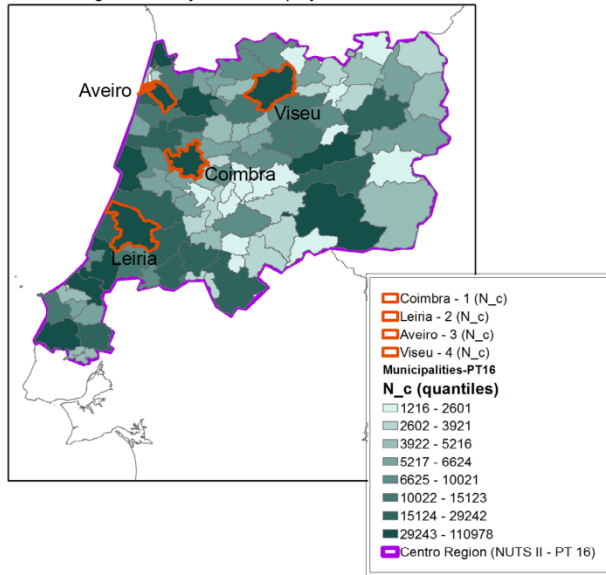 Aveiro
Viseu
Coimbra
Leiria
Coimbra - 1 (N_c)
Leiria - 2 (N_c)
Aveiro - 3 (N_c)
Viseu - 4 (N_c)
Municipalities-PT16
N_c (quantiles)
1216 - 2601
2602 - 3921
3922 - 5216
5217 - 6624
6625 - 10021
10022 - 15123
15124 - 29242
29243 - 110978
Centro Region (NUTS II - PT 16)